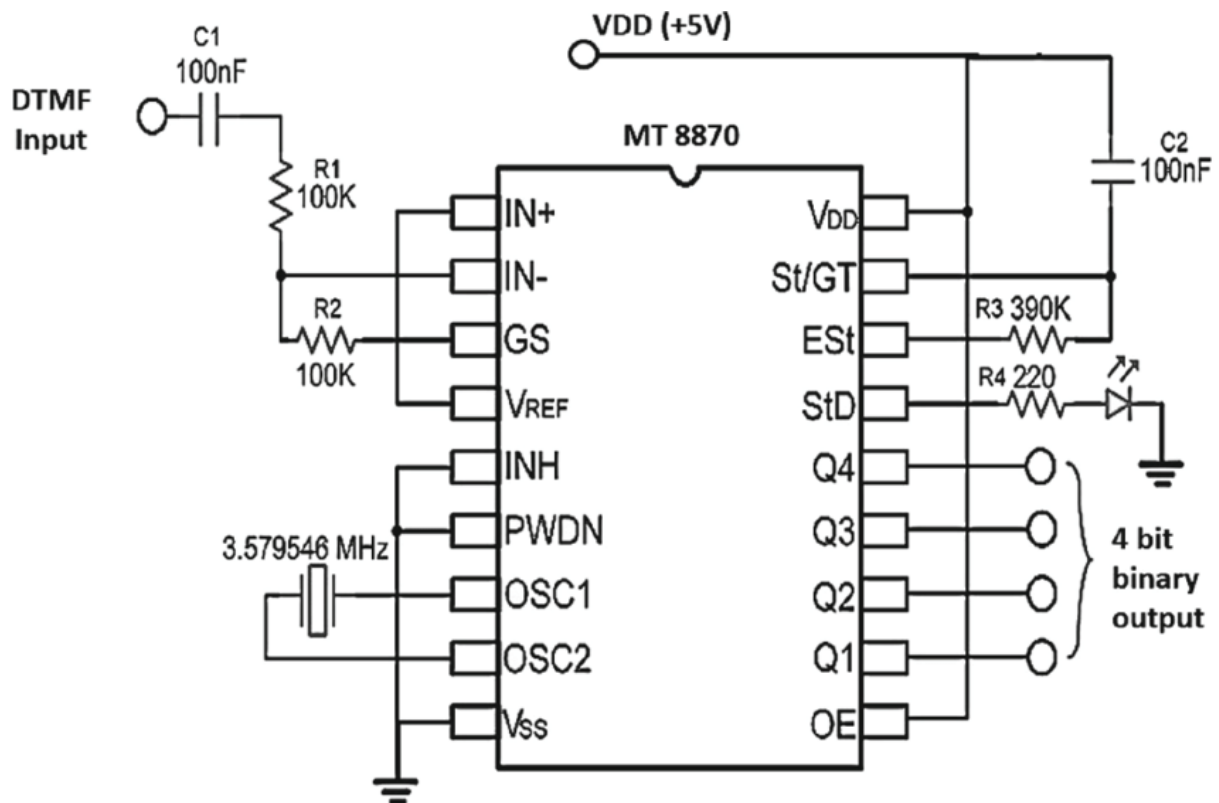 VDD (+5V)
C1
100nF
DTMF
Input
MT 8870
C2
100nF
R1
100K
IN+
VDD
IN-
St/GT
R2
100K
GS
R3 390K
ESt
VREF
R4 220
StD
INH
Q4
3.579546 MHz
PWDN
Q3
4 bit
binary
output
OSC1
Q2
OSC2
Q1
VSS
OE